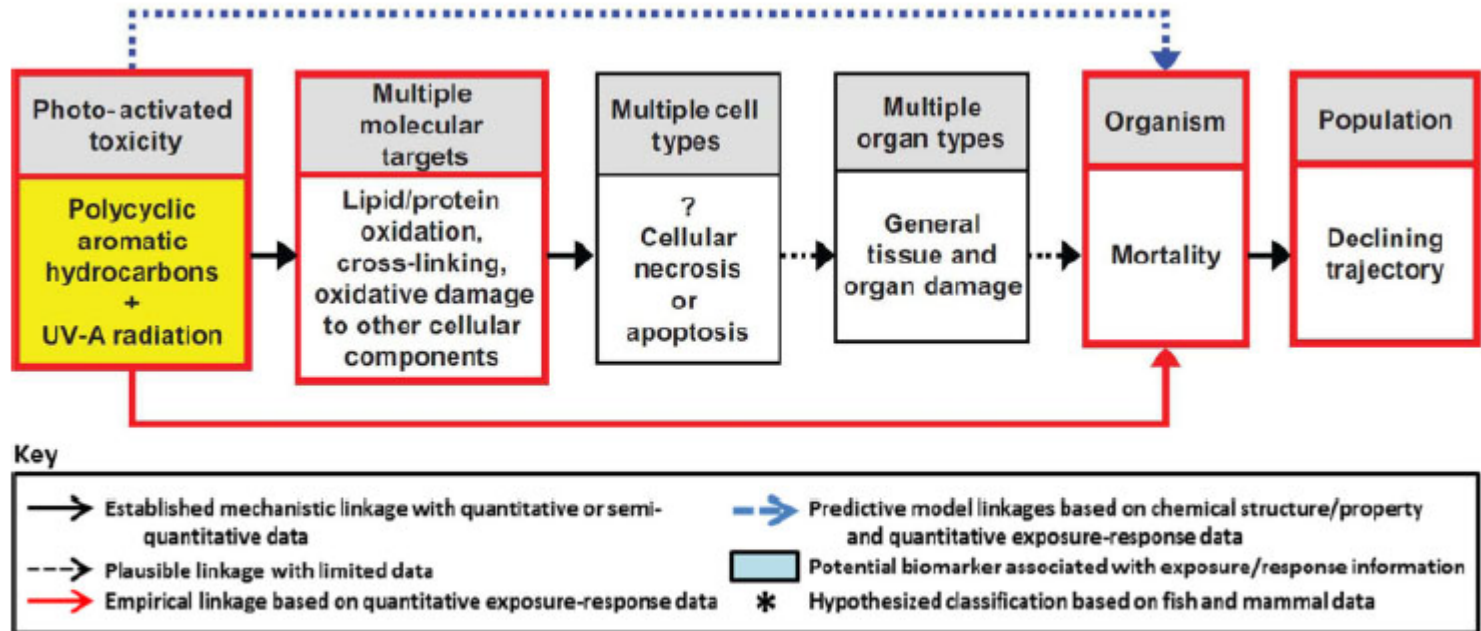 Photo-activated
toxicity
Polycyclic
aromatic
hydrocarbons
+
UV-A radiation
Multiple
molecular
targets
Lipid/protein
oxidation,
cross-linking,
oxidative damage
to other cellular
components
Multiple cell
types
?
Cellular
necrosis
or
apoptosis
Multiple
organ types
General
tissue and
organ damage
Organism
Mortality
Population
Declining
trajectory
Key
Established mechanistic linkage with quantitative or semi-
quantitative data
Plausible linkage with limited data
Empirical linkage based on quantitative exposure-response data
Predictive model linkages based on chemical structure/property
and quantitative exposure-response data
Potential biomarker associated with exposure/response information
* Hypothesized classification based on fish and mammal data